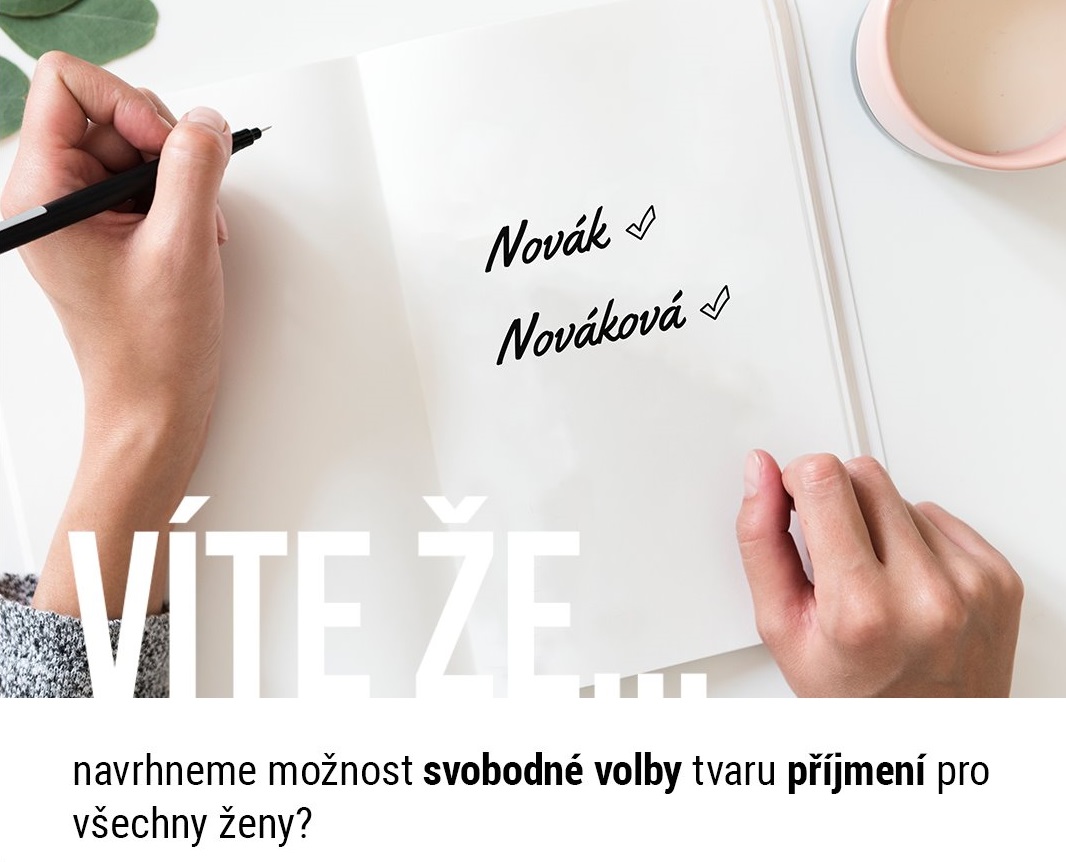 Novák
Nováková
VÍTE ŽE...
navrhneme možnost svobodné volby tvaru příjmení pro
všechny ženy?